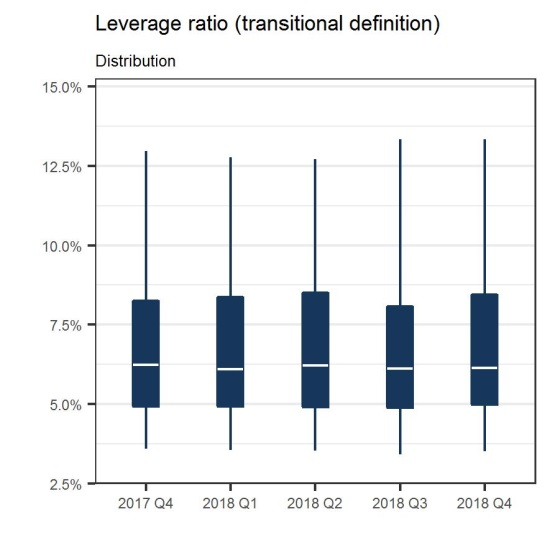 Leverage ratio (transitional definition)
Distribution
15.0%
12.5%
10.0%
7.5%
5.0%
2.5%
2017 Q4 2018 Q1 2018 Q2 2018 Q3 2018 Q4